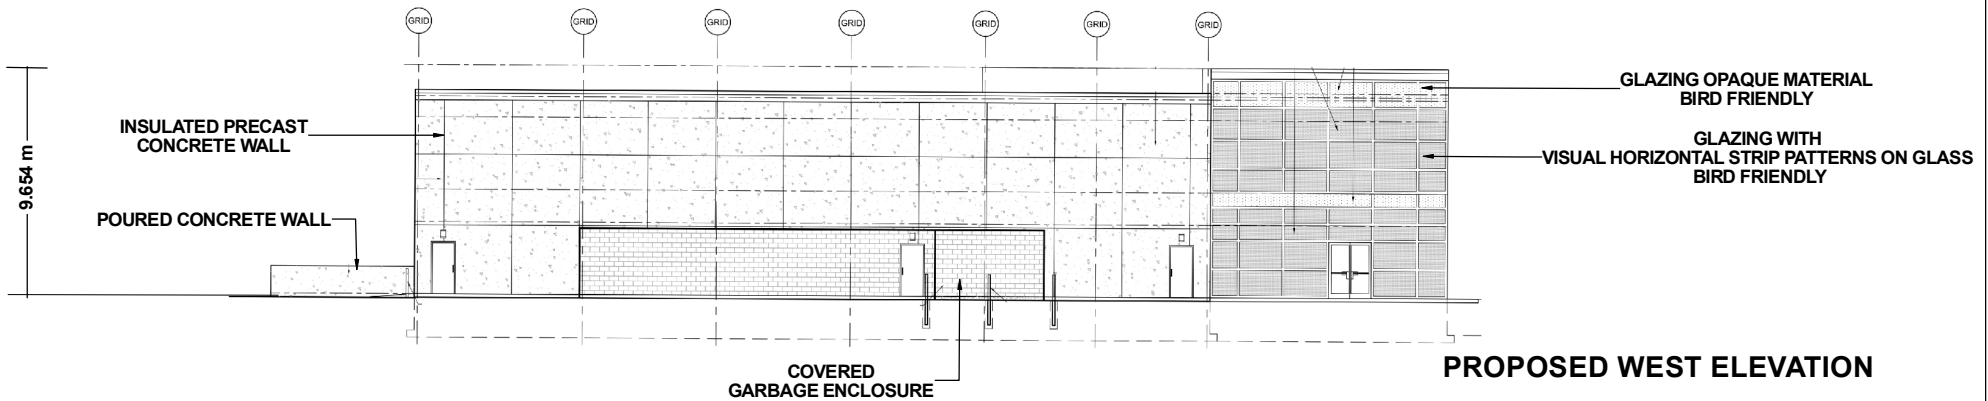 GRID
GRID
GRID
GRID
GRID
GRID
GRID
GLAZING OPAQUE MATERIAL
BIRD FRIENDLY
INSULATED PRECAST
CONCRETE WALL
GLAZING WITH
VISUAL HORIZONTAL STRIP PATTERNS ON GLASS
BIRD FRIENDLY
9.654 m
POURED CONCRETE WALL
COVERED
GARBAGE ENCLOSURE
PROPOSED WEST ELEVATION